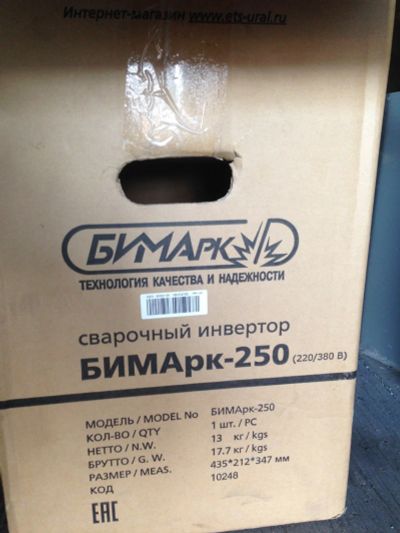 Интернет-магазин www.ets-ural.ru
БИМАРК
ТЕХНОЛОГИЯ КАЧЕСТВА И НАДЕЖНОСТИ
сварочный инвертор
БИМАрк-250 (220/380 В)
МОДЕЛЬ / MODEL No БИМАрк-250
КОЛ-ВО / QTY 1 шт. / PC
НЕТТО / N.W. 13 кг / kgs
БРУТТО / G. W. 17.7 кг / kgs
РАЗМЕР / MEAS. 435*212*347 мм
КОД 10248
EAC